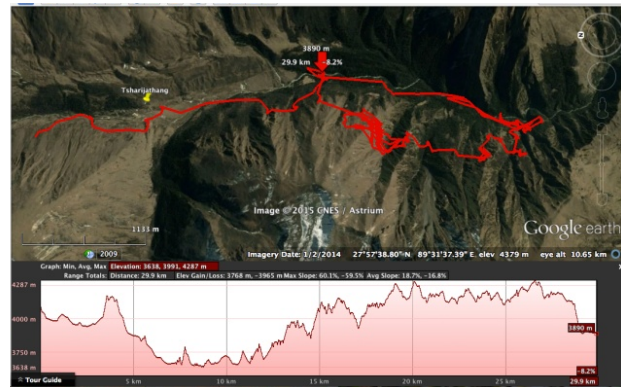 3890 m
29.9 km -8.2%
Tsharijathang
Image © 2015 CNES / Astrium
Google earth
1133 m
2009
Imagery Date: 1/2/2014 27°57'38.80" N 89°31'37.39" E elev 4379 m eye alt 10.65 km
Graph: Min, Avg, Max Elevation: 3638, 3991, 4287 m
Range Totals: Distance: 29.9 km Elev Gain/Loss: 3768 m, -3965 m Max Slope: 60.1%, -59.5% Avg Slope: 18.7%, -16.8%
4287 m
4000 m
3890 m
3750 m
3638 m
-8.2%
Tour Guide
5 km
10 km
15 km
20 km
25 km
29.9 km